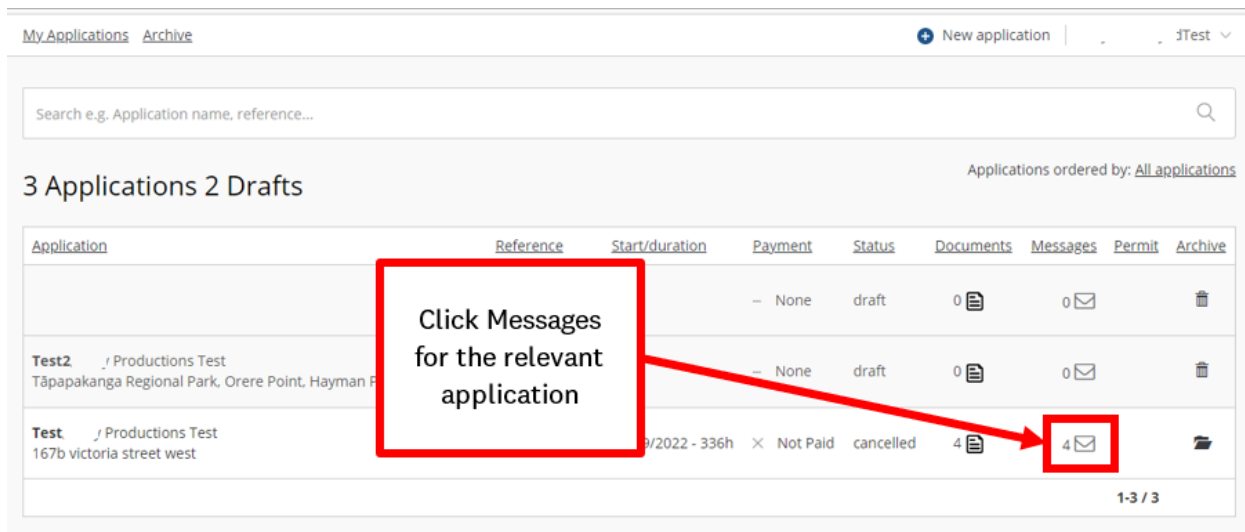 My Applications Archive New application dTest
Search e.g. Application name, reference...
Applications ordered by: All applications
3 Applications 2 Drafts
Application Reference Start/duration Payment Status Documents Messages Permit Archive
– None draft 0 0
Click Messages
for the relevant
application
Test2 Productions Test
Tāpapakanga Regional Park, Orere Point, Hayman
– None draft 0 0
Test Productions Test
167b victoria street west
9/2022 - 336h × Not Paid cancelled 4 4
1-3 / 3